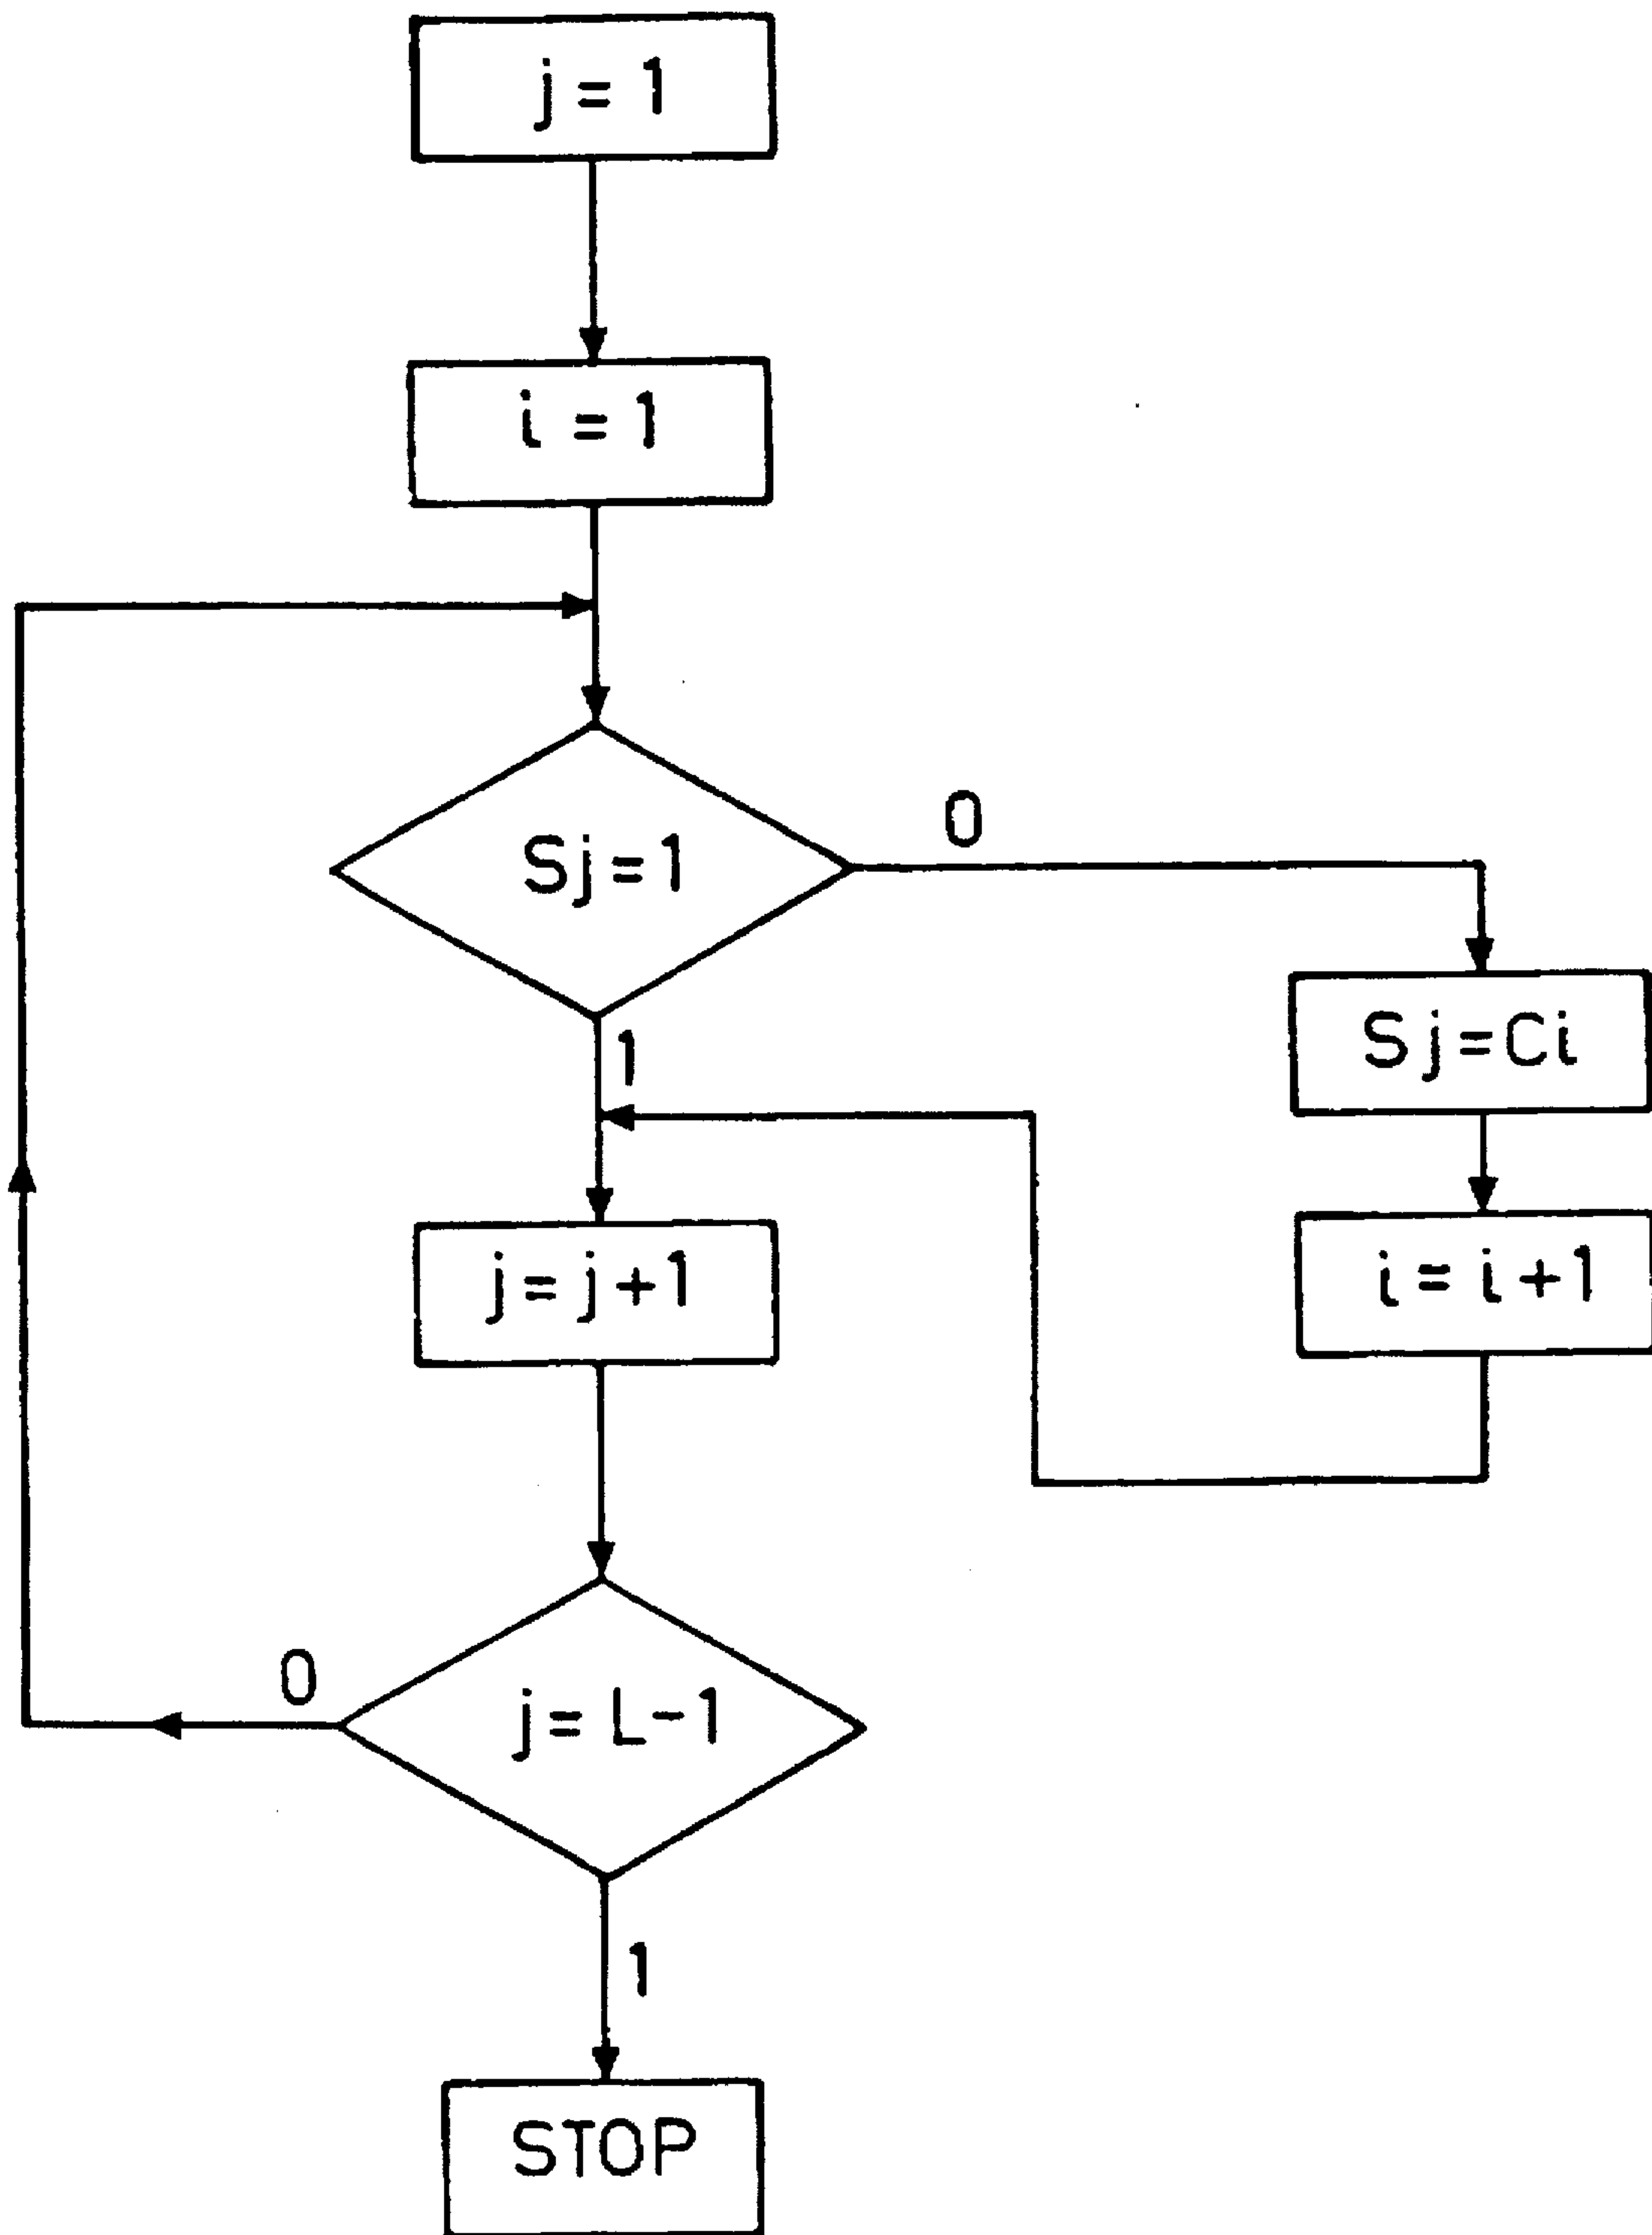 j = 1
i = 1
Sj = 1
0
Sj = Ci
1
j = j + 1
i = i + 1
0
j = L - 1
1
STOP